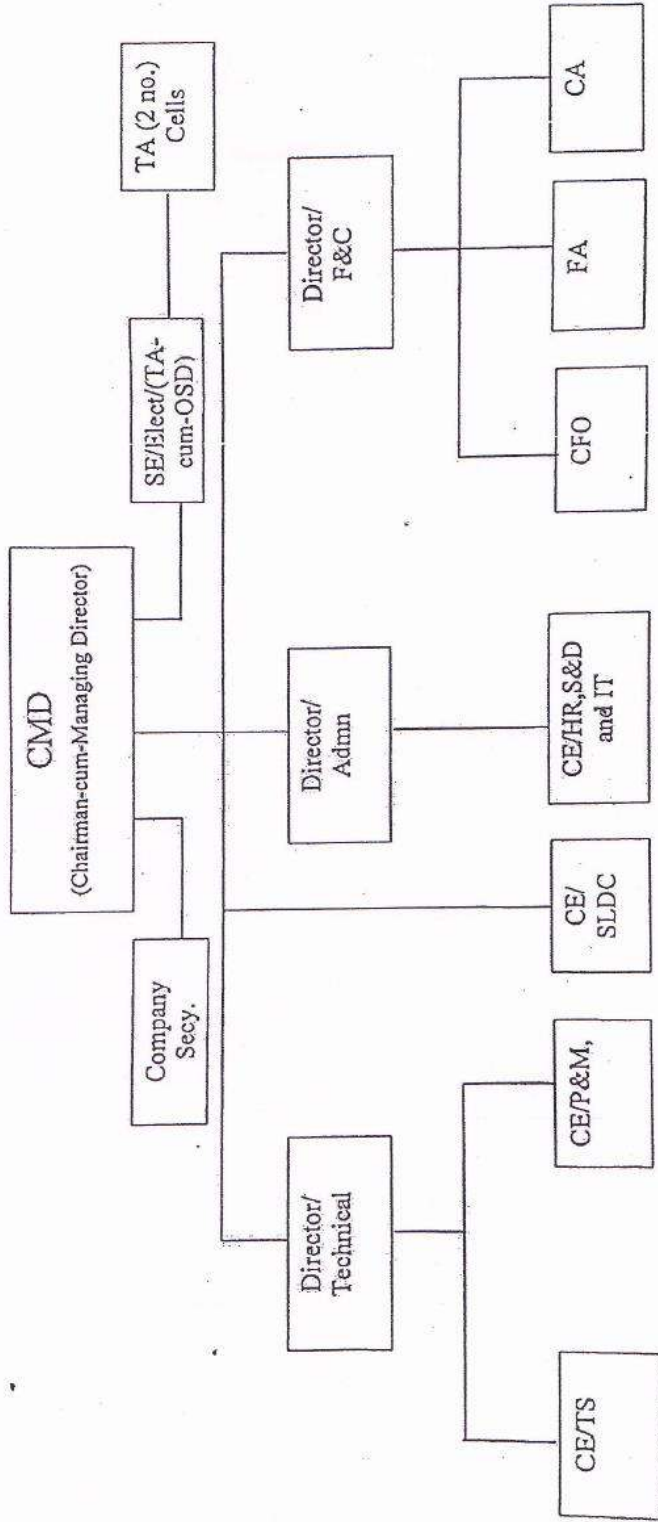 CMD
(Chairman-cum-Managing Director)
Company
Secy.
SE/Elect/(TA-
cum-OSD)
TA (2 no.)
Cells
Director/
Technical
Director/
Admn
Director/
F&C
CE/TS
CE/P&M,
CE/
SLDC
CE/HR,S&D
and IT
CFO
FA
CA